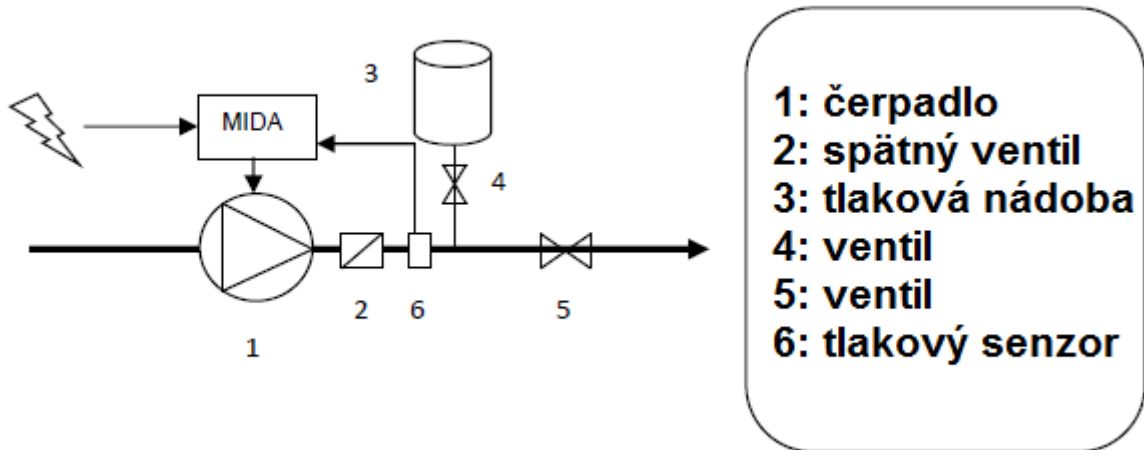 MIDA
3
4
1
2
6
5
1: čerpadlo
2: spätný ventil
3: tlaková nádoba
4: ventil
5: ventil
6: tlakový senzor